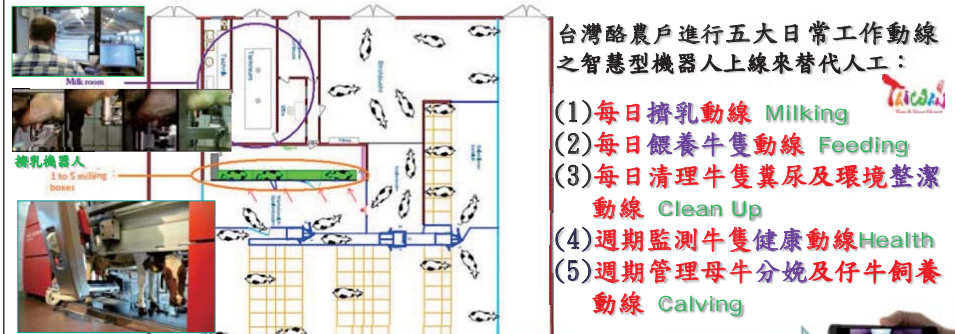 Milk room
擠乳機器人
1 to 5 milling
boxes
台灣酪農戶進行五大日常工作動線
之智慧型機器人上線來替代人工：
TAIWAN
(1)每日擠乳動線 Milking
(2)每日餵養牛隻動線 Feeding
(3)每日清理牛隻糞尿及環境整潔
動線 Clean Up
(4)週期監測牛隻健康動線Health
(5)週期管理母牛分娩及仔牛飼養
動線 Calving